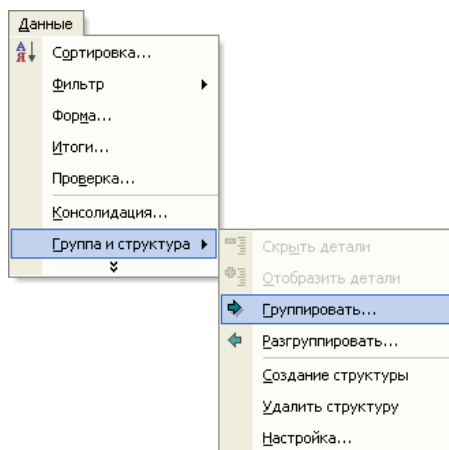 Данные
Сортировка...
Фильтр
Форма...
Итоги...
Проверка...
Консолидация...
Группа и структура
Скрыть детали
Отобразить детали
Группировать...
Разгруппировать...
Создание структуры
Удалить структуру
Настройка...